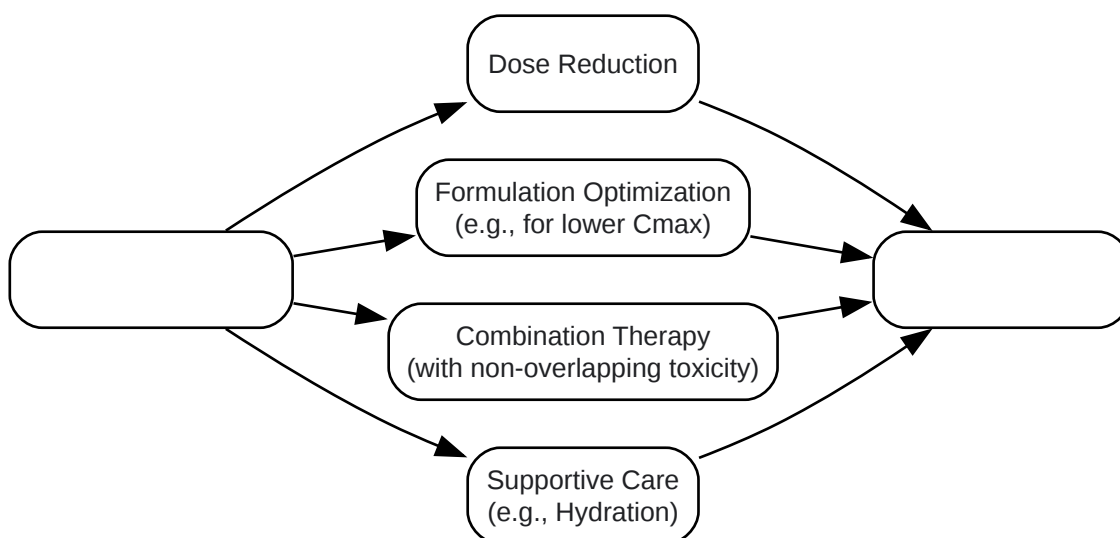 Dose Reduction
Formulation Optimization
(e.g., for lower Cmax)
Combination Therapy
(with non-overlapping toxicity)
Supportive Care
(e.g., Hydration)